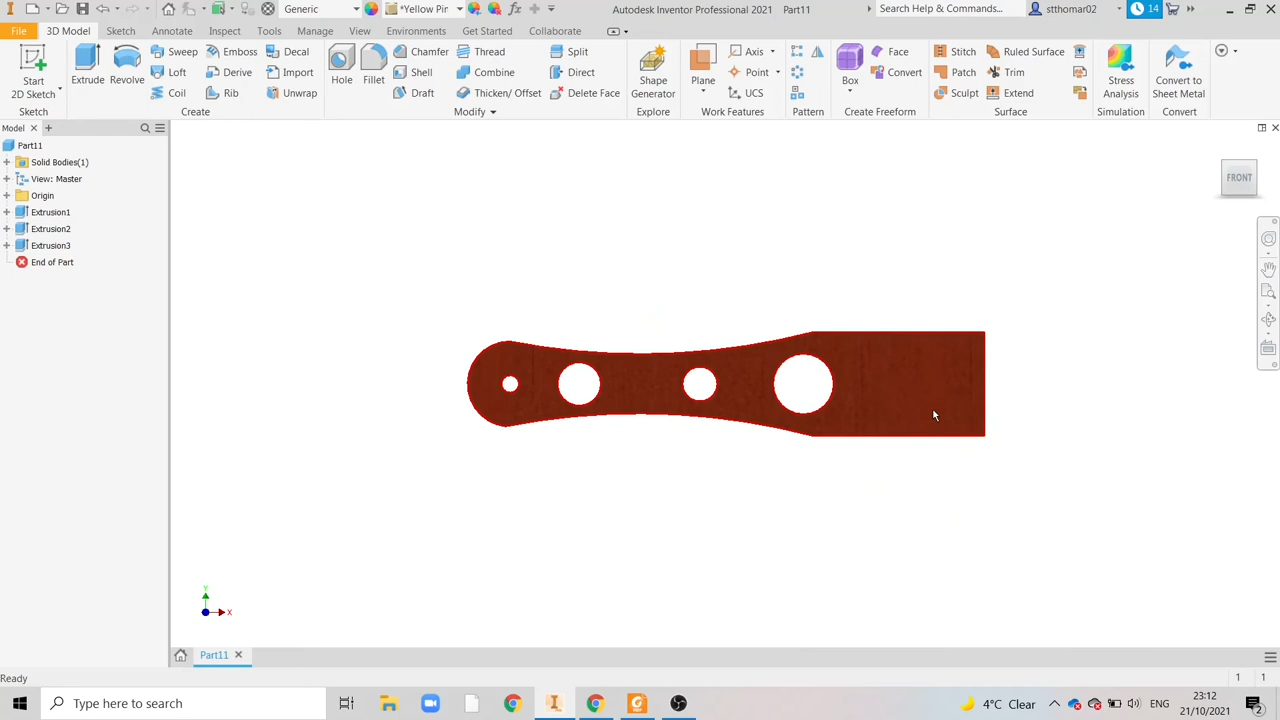 Generic
*Yellow Pin
Autodesk Inventor Professional 2021 Part11
Search Help & Commands...
stthomar02
14
File
3D Model
Sketch
Annotate
Inspect
Tools
Manage
View
Environments
Get Started
Collaborate
Start
2D Sketch
Extrude
Revolve
Sweep
Loft
Coil
Emboss
Derive
Rib
Decal
Import
Unwrap
Hole
Fillet
Chamfer
Shell
Draft
Thread
Combine
Thicken/ Offset
Split
Direct
Delete Face
Shape
Generator
Plane
Axis
Point
UCS
Box
Face
Convert
Stitch
Patch
Sculpt
Ruled Surface
Trim
Extend
Stress
Analysis
Convert to
Sheet Metal
Sketch
Create
Modify
Explore
Work Features
Pattern
Create Freeform
Surface
Simulation
Convert
Model
Part11
Solid Bodies(1)
View: Master
Origin
Extrusion1
Extrusion2
Extrusion3
End of Part
FRONT
Y
X
Part11
Ready
1 1
Type here to search
4°C Clear
ENG
23:12
21/10/2021
2